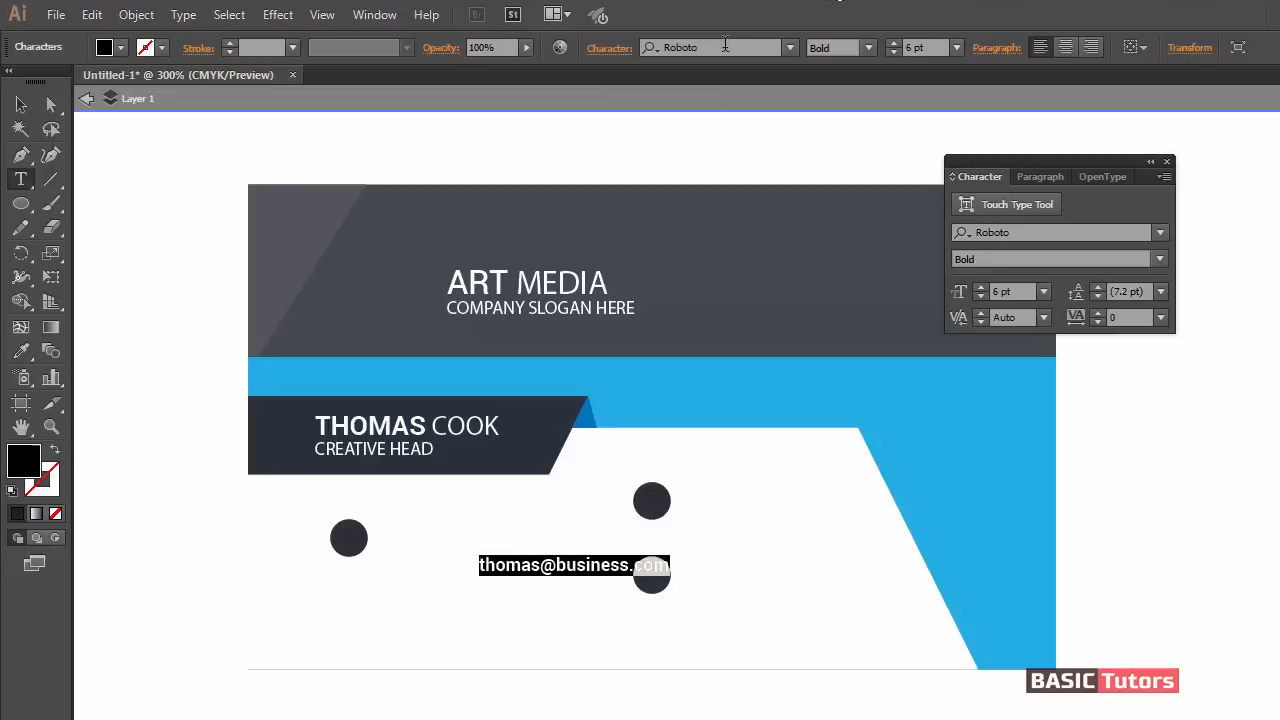 Ai File Edit Object Type Select Effect View Window Help Br St
Characters Stroke: Opacity: 100% Character: Roboto Bold 6 pt Paragraph: Transform
Untitled-1* @ 300% (CMYK/Preview) ×
Layer 1
Character Paragraph OpenType
Touch Type Tool
Roboto
Bold
6 pt (7.2 pt)
Auto 0
ART MEDIA
COMPANY SLOGAN HERE
THOMAS COOK
CREATIVE HEAD
thomas@business.com
BASIC Tutors